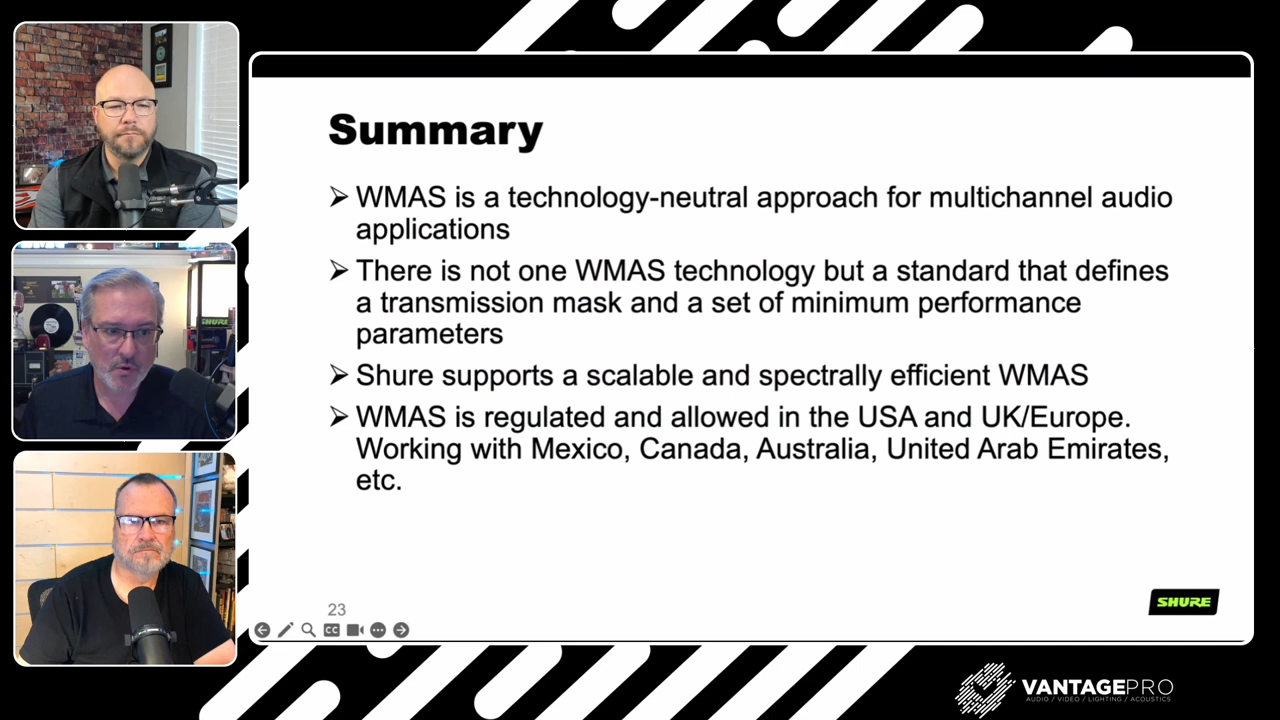 Summary
WMAS is a technology-neutral approach for multichannel audio
applications
There is not one WMAS technology but a standard that defines
a transmission mask and a set of minimum performance
parameters
Shure supports a scalable and spectrally efficient WMAS
WMAS is regulated and allowed in the USA and UK/Europe.
Working with Mexico, Canada, Australia, United Arab Emirates,
etc.
23
CC
SHURE
SHURE
VANTAGEPRO
AUDIO / VIDEO / LIGHTING / ACOUSTICS